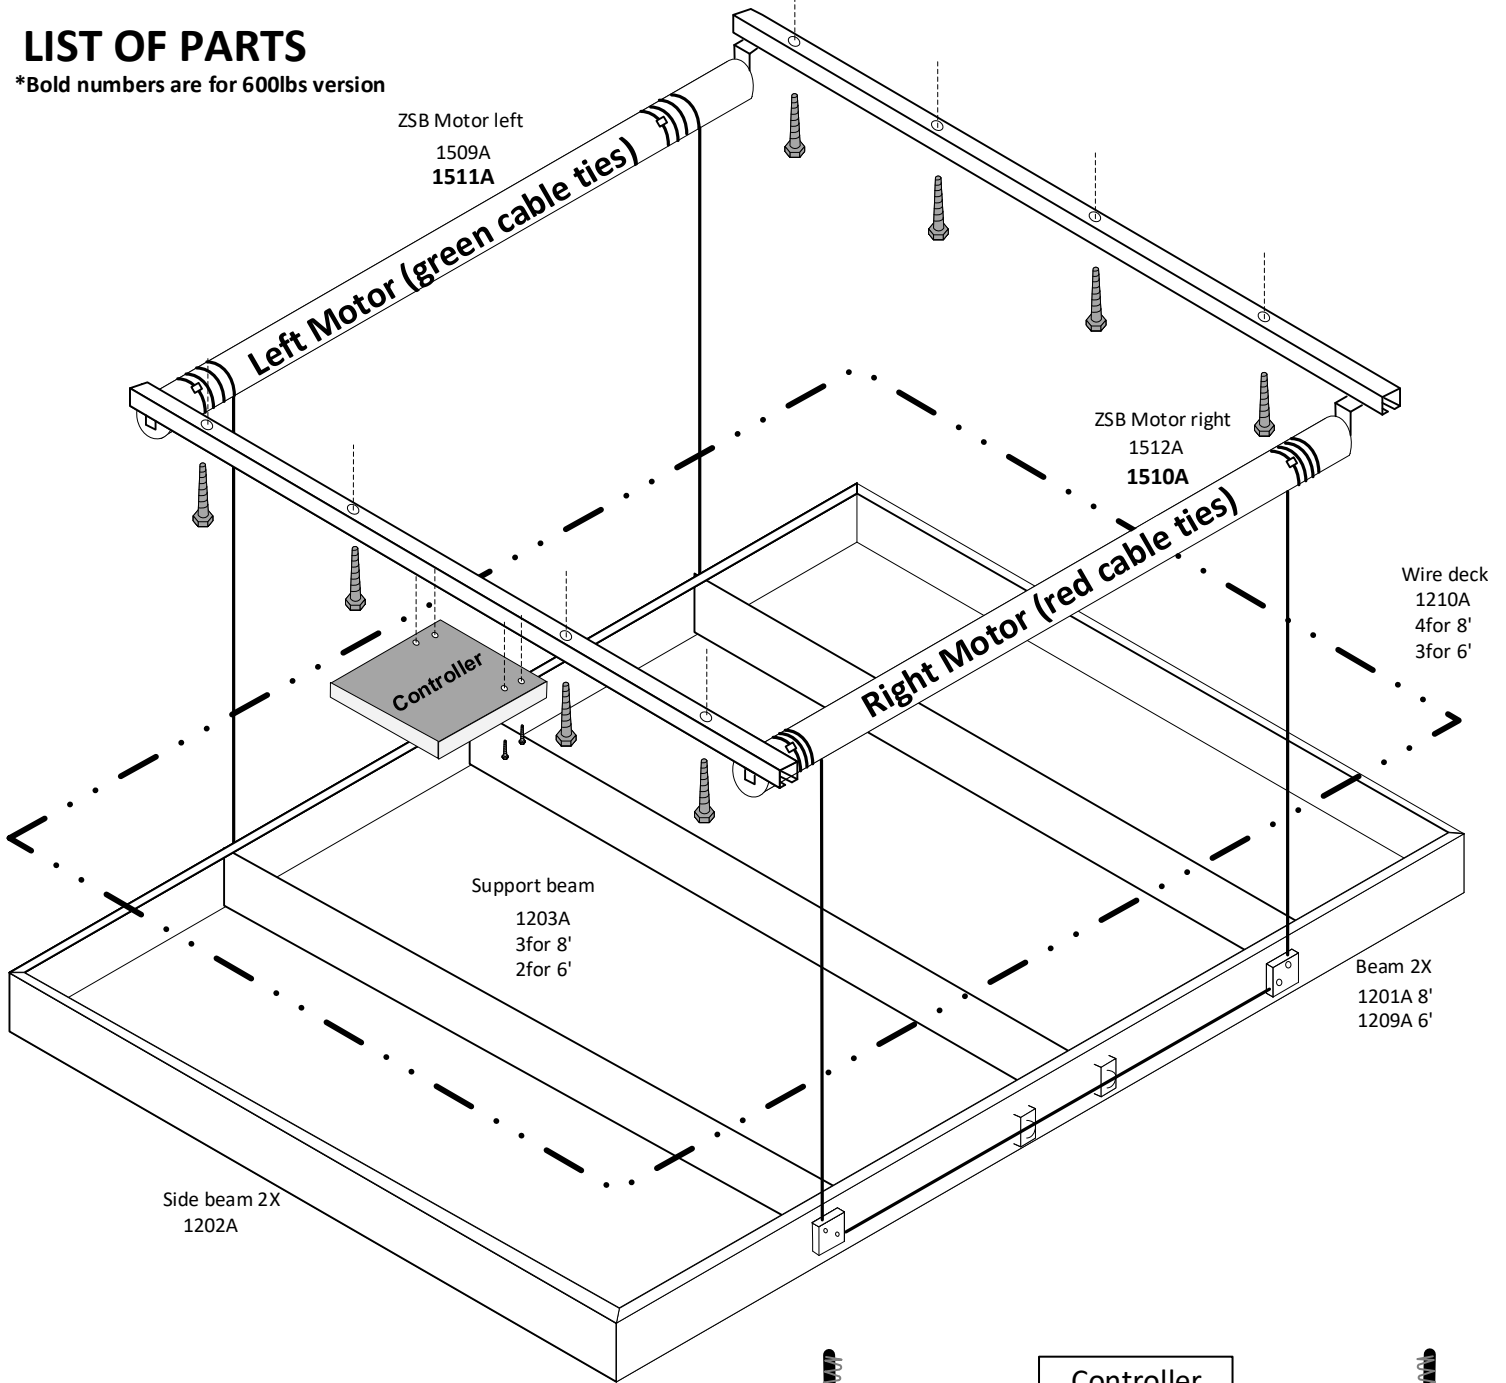 LIST OF PARTS
*Bold numbers are for 600lbs version
ZSB Motor left
1509A
1511A
Left Motor (green cable ties)
ZSB Motor right
1512A
1510A
Right Motor (red cable ties)
Wire deck
1210A
4for 8'
3for 6'
Controller
Support beam
1203A
3for 8'
2for 6'
Beam 2X
1201A 8'
1209A 6'
Side beam 2X
1202A
Controller